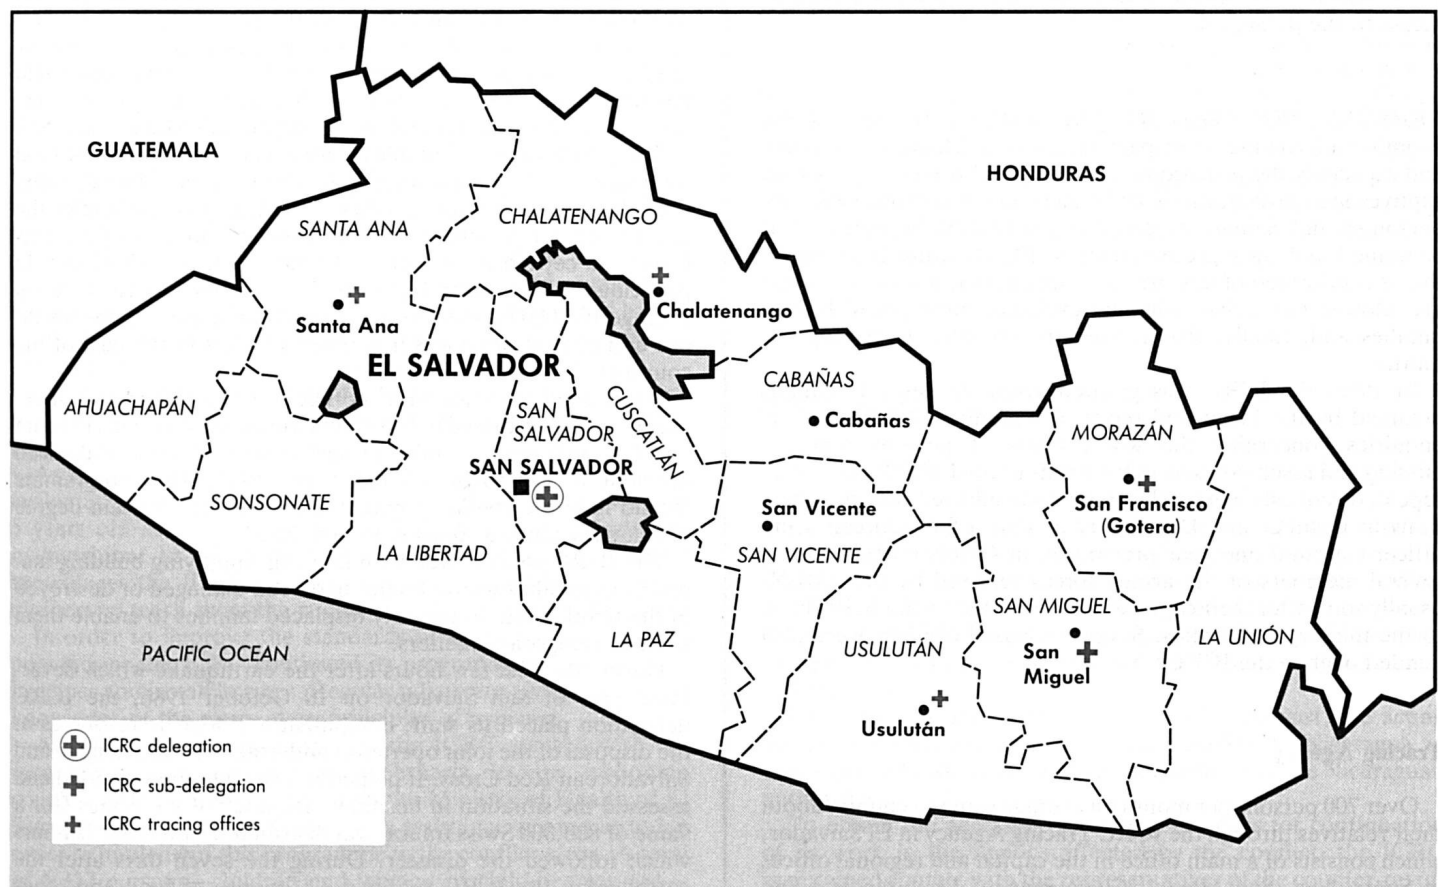 GUATEMALA
HONDURAS
SANTA ANA
CHALATENANGO
Santa Ana
Chalatenango
EL SALVADOR
CABAÑAS
AHUACHAPÁN
SAN
SALVADOR
CUSCATLÁN
Cabañas
MORAZÁN
SAN SALVADOR
SONSONATE
San Vicente
San Francisco
(Gotera)
LA LIBERTAD
SAN VICENTE
SAN MIGUEL
LA PAZ
USULUTÁN
San
Miguel
LA UNIÓN
PACIFIC OCEAN
Usulután
ICRC delegation
ICRC sub-delegation
ICRC tracing offices